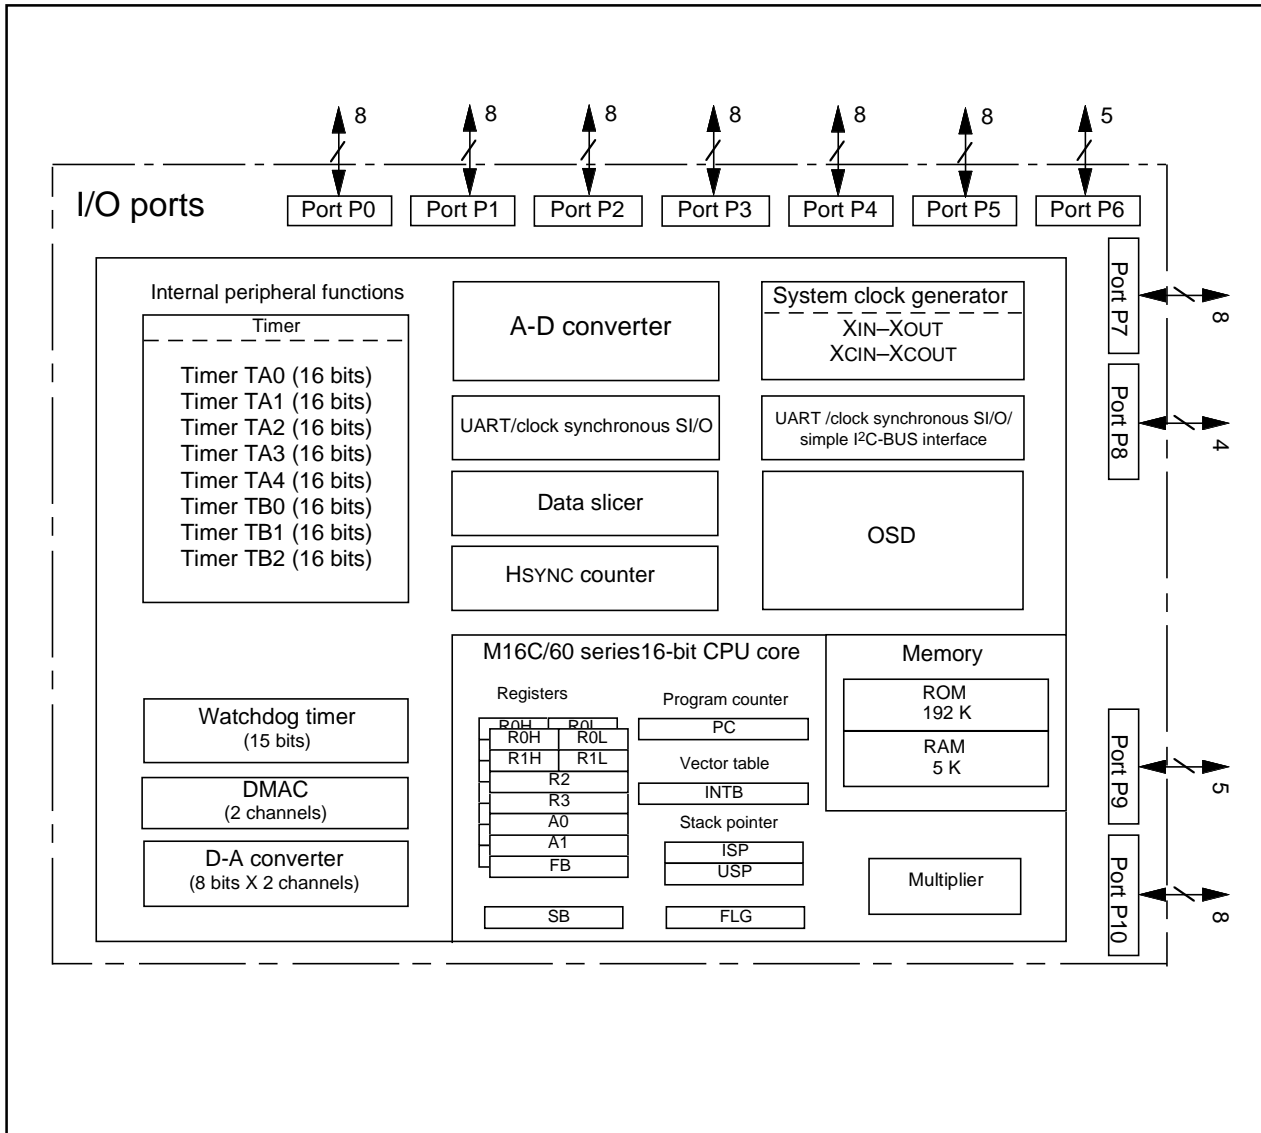 8 8 8 8 8 8 5
I/O ports
Port P0 Port P1 Port P2 Port P3 Port P4 Port P5 Port P6
Port P7
8
Port P8
4
Port P9
5
Port P10
8
Internal peripheral functions
Timer
Timer TA0 (16 bits)
Timer TA1 (16 bits)
Timer TA2 (16 bits)
Timer TA3 (16 bits)
Timer TA4 (16 bits)
Timer TB0 (16 bits)
Timer TB1 (16 bits)
Timer TB2 (16 bits)
A-D converter
System clock generator
XIN–XOUT
XCIN–XCOUT
UART/clock synchronous SI/O
UART /clock synchronous SI/O/
simple I²C-BUS interface
Data slicer
OSD
HSYNC counter
Watchdog timer
(15 bits)
DMAC
(2 channels)
D-A converter
(8 bits X 2 channels)
M16C/60 series16-bit CPU core
Registers
R0H R0L
R0H R0L
R1H R1L
R2
R3
A0
A1
FB
SB
Program counter
PC
Vector table
INTB
Stack pointer
ISP
USP
FLG
Memory
ROM
192 K
RAM
5 K
Multiplier